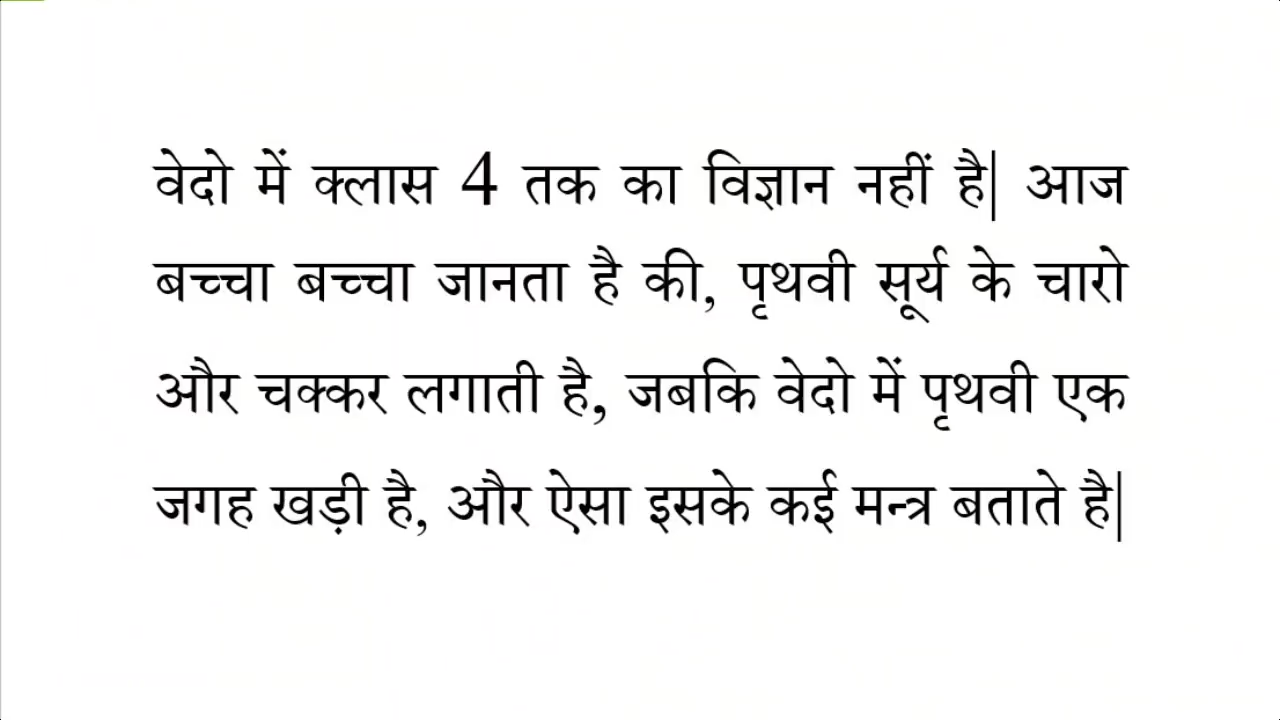 वेदो में क्लास 4 तक का विज्ञान नहीं है| आज
बच्चा बच्चा जानता है की, पृथवी सूर्य के चारो
और चक्कर लगाती है, जबकि वेदो में पृथवी एक
जगह खड़ी है, और ऐसा इसके कई मन्त्र बताते है|